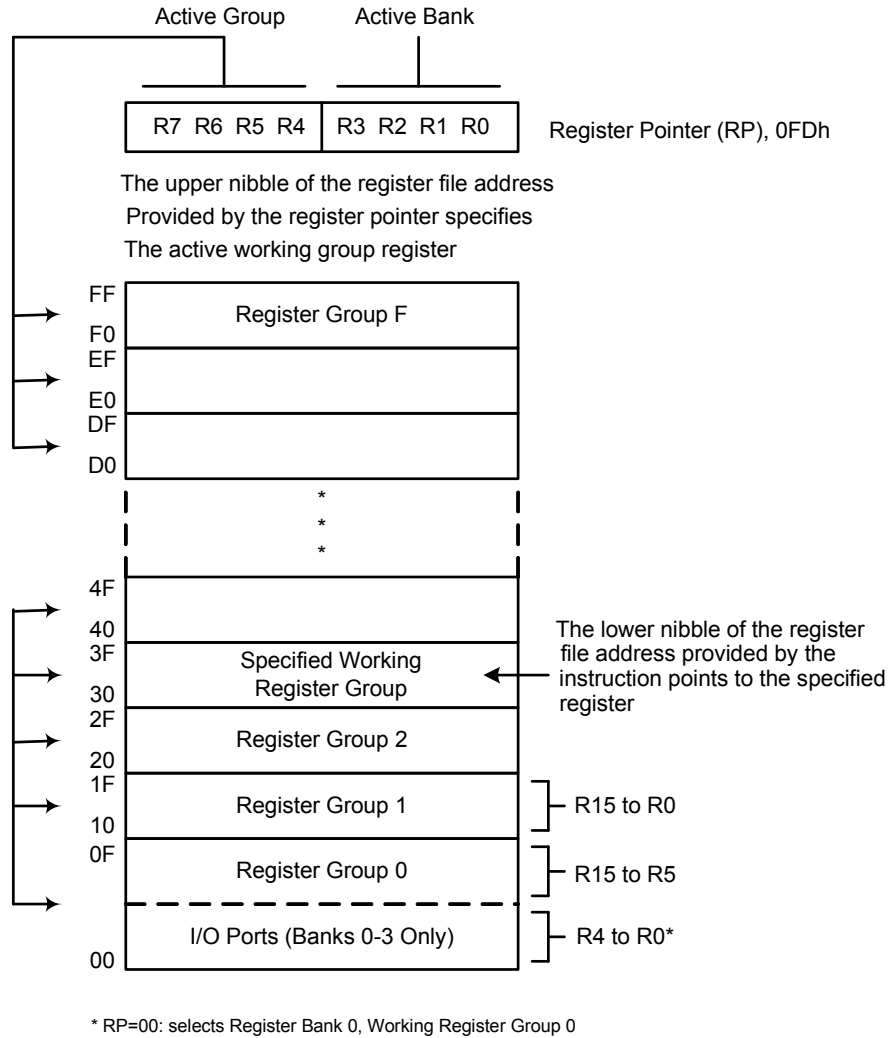 Active Group Active Bank
R7 R6 R5 R4 R3 R2 R1 R0 Register Pointer (RP), 0FDh
The upper nibble of the register file address
Provided by the register pointer specifies
The active working group register
FF
Register Group F
F0
EF
E0
DF
D0
*
*
*
4F
40
3F
Specified Working
Register Group
30
The lower nibble of the register
file address provided by the
instruction points to the specified
register
2F
Register Group 2
20
1F
Register Group 1
R15 to R0
10
0F
Register Group 0
R15 to R5
I/O Ports (Banks 0-3 Only)
R4 to R0*
00
* RP=00: selects Register Bank 0, Working Register Group 0